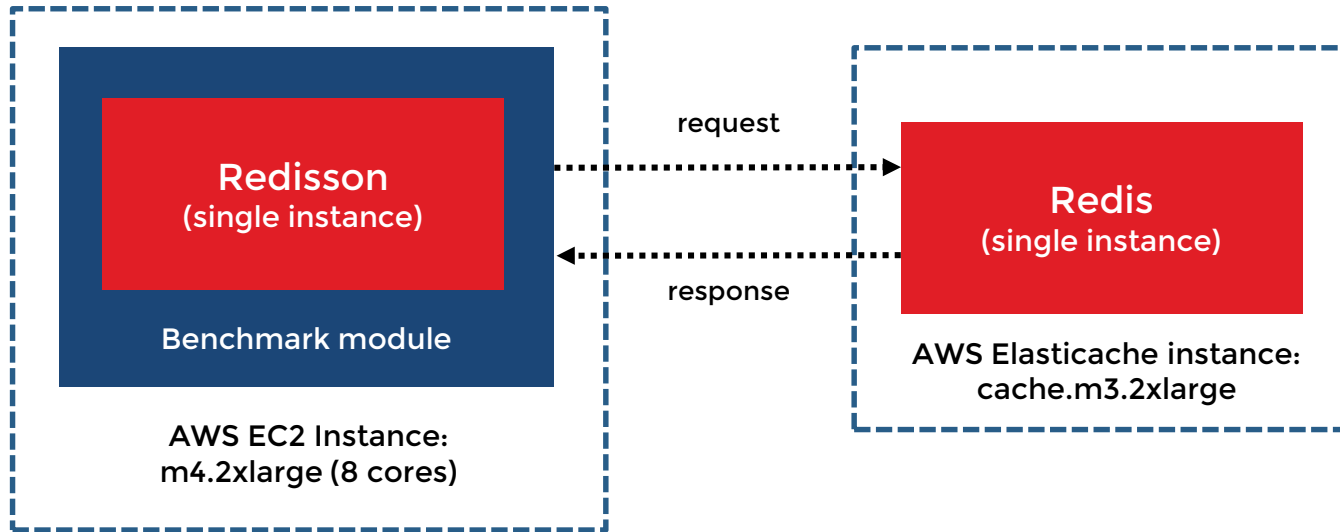 Redisson
(single instance)
Benchmark module
AWS EC2 Instance:
m4.2xlarge (8 cores)
request
response
Redis
(single instance)
AWS Elasticache instance:
cache.m3.2xlarge